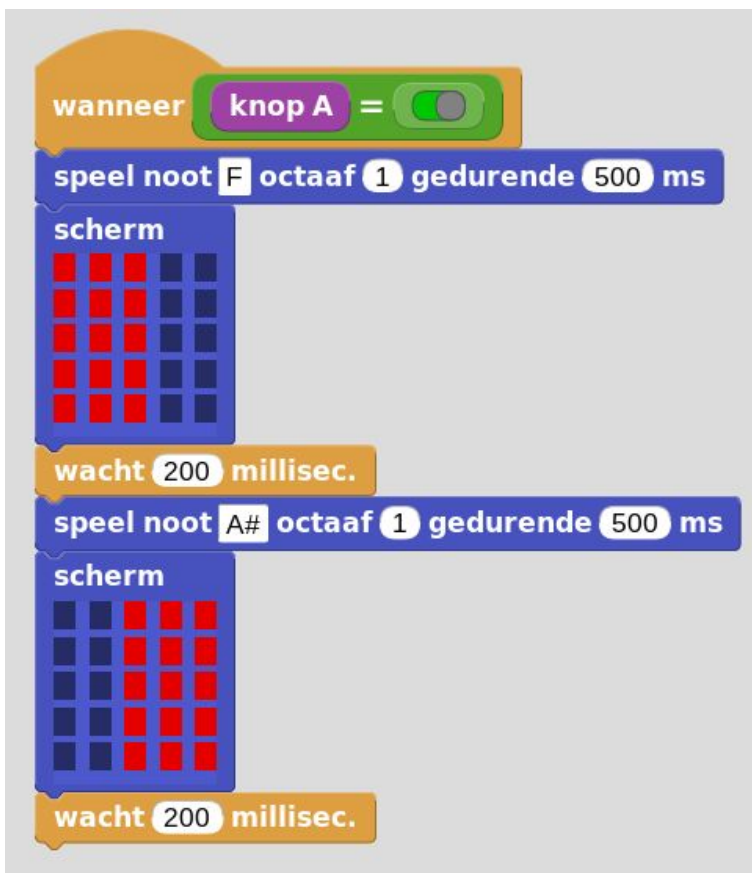 wanneer knop A =
speel noot F octaaf 1 gedurende 500 ms
scherm
wacht 200 millisec.
speel noot A# octaaf 1 gedurende 500 ms
scherm
wacht 200 millisec.